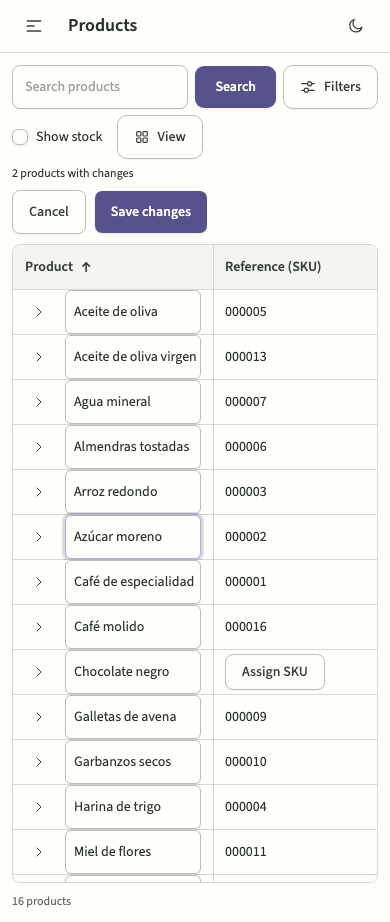 Products
Search products
Search
Filters
Show stock
View
2 products with changes
Cancel
Save changes
Product ↑ Reference (SKU)
Aceite de oliva 000005
Aceite de oliva virgen 000013
Agua mineral 000007
Almendras tostadas 000006
Arroz redondo 000003
Azúcar moreno 000002
Café de especialidad 000001
Café molido 000016
Chocolate negro Assign SKU
Galletas de avena 000009
Garbanzos secos 000010
Harina de trigo 000004
Miel de flores 000011
16 products